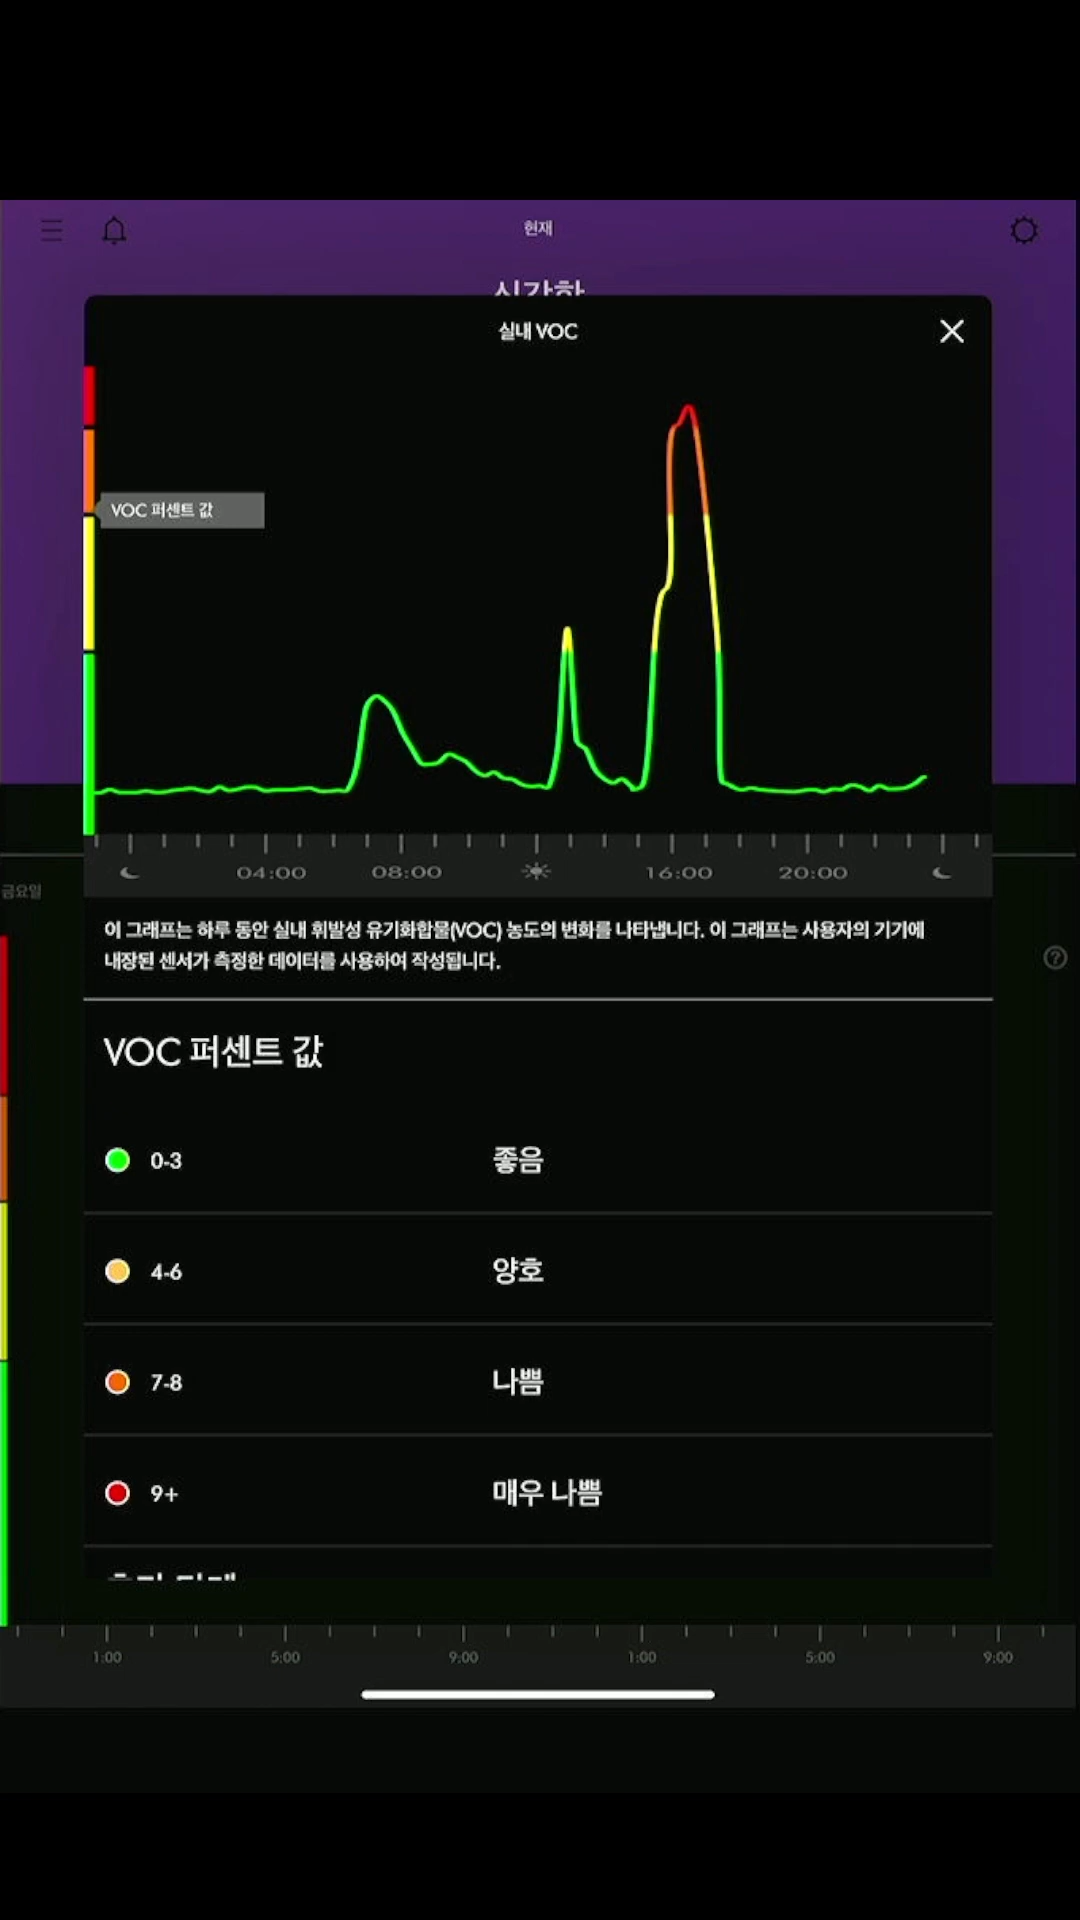 현재
시각한
실내 VOC
VOC 퍼센트 값
04:00 08:00 16:00 20:00
금요일
이 그래프는 하루 동안 실내 휘발성 유기화합물(VOC) 농도의 변화를 나타냅니다. 이 그래프는 사용자의 기기에
내장된 센서가 측정한 데이터를 사용하여 작성됩니다.
VOC 퍼센트 값
0-3 좋음
4-6 양호
7-8 나쁨
9+ 매우 나쁨
1:00 5:00 9:00 1:00 5:00 9:00